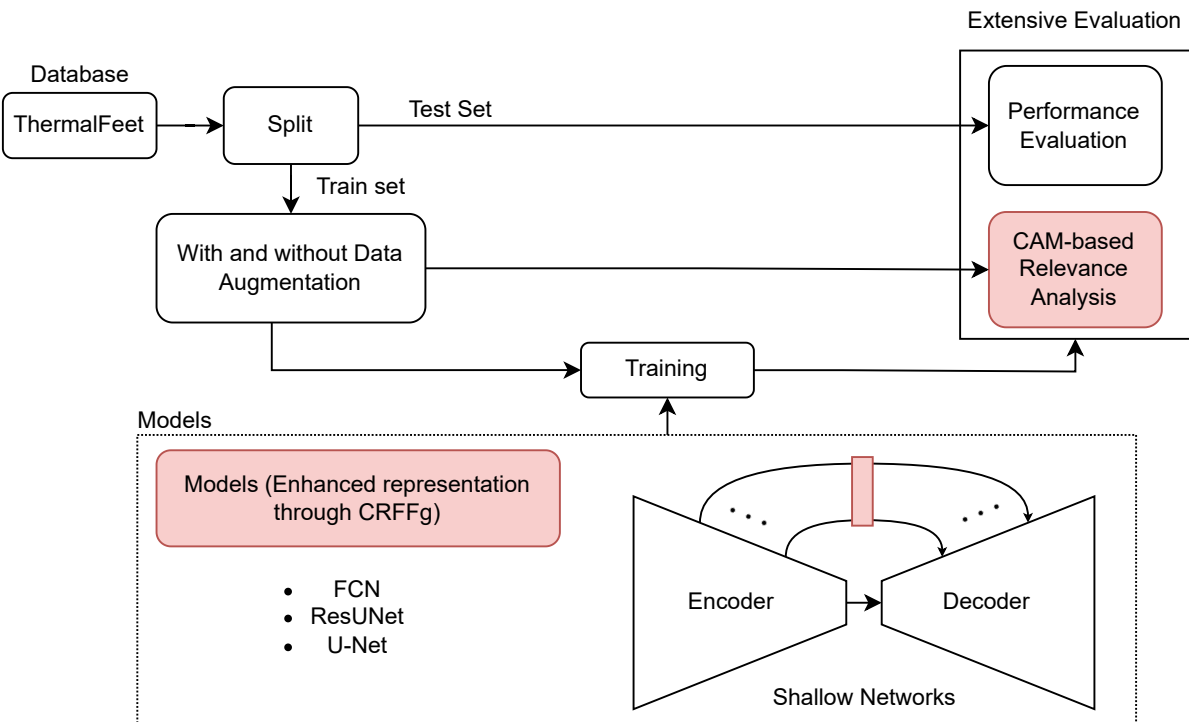 Extensive Evaluation
Database
ThermalFeet
Split
Test Set
Performance
Evaluation
Train set
With and without Data
Augmentation
CAM-based
Relevance
Analysis
Training
Models
Models (Enhanced representation
through CRFFg)
• FCN
• ResUNet
• U-Net
Encoder
Decoder
Shallow Networks